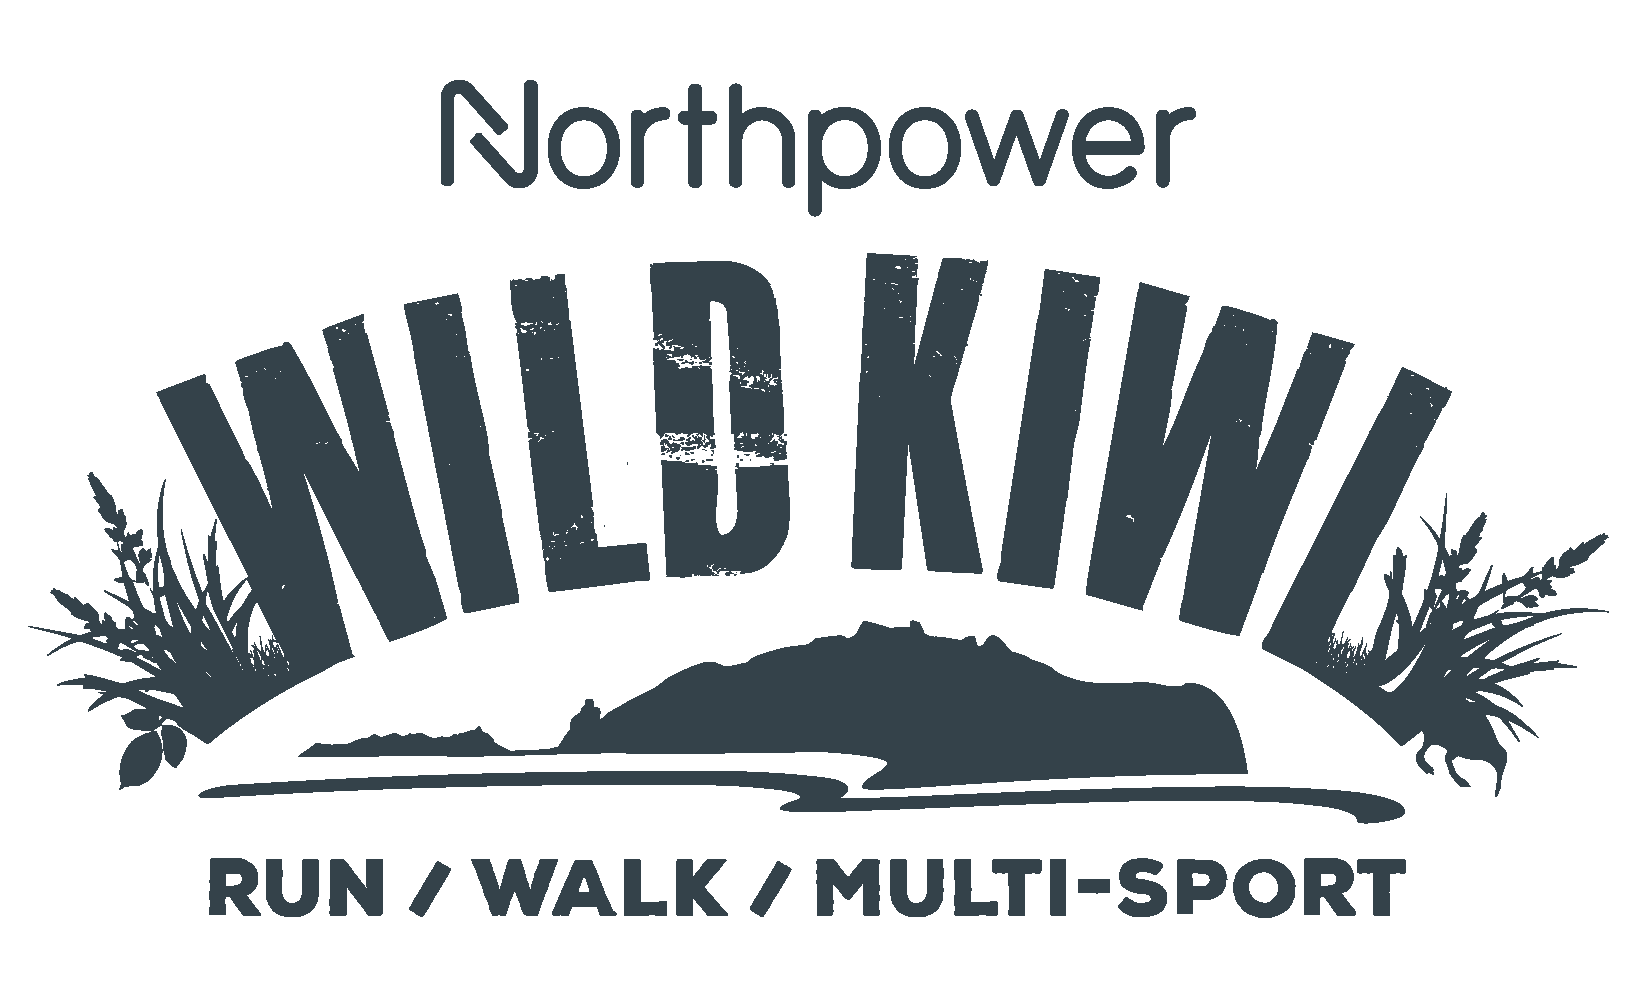 Northpower
WILD KIWI
RUN / WALK / MULTI-SPORT